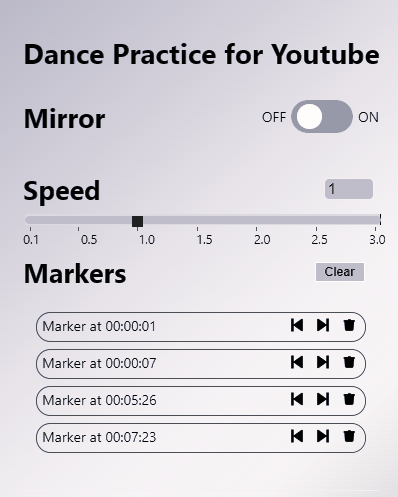 Dance Practice for Youtube
Mirror
OFF ON
Speed
1
0.1 0.5 1.0 1.5 2.0 2.5 3.0
Markers
Clear
Marker at 00:00:01
Marker at 00:00:07
Marker at 00:05:26
Marker at 00:07:23